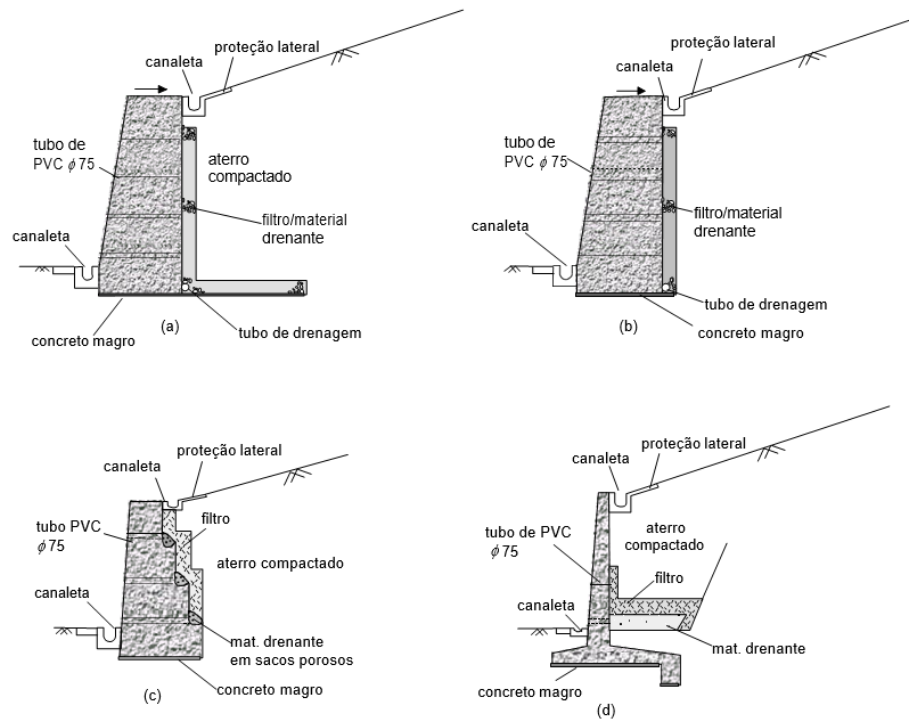 proteção lateral
canaleta
tubo de
PVC ϕ 75
aterro
compactado
filtro/material
drenante
canaleta
(a)
tubo de drenagem
concreto magro
proteção lateral
canaleta
tubo de
PVC ϕ 75
filtro/material
drenante
canaleta
tubo de drenagem
(b)
concreto magro
proteção lateral
canaleta
tubo PVC
ϕ 75
filtro
aterro compactado
canaleta
mat. drenante
em sacos porosos
concreto magro
(c)
proteção lateral
canaleta
aterro
compactado
tubo de PVC
ϕ 75
filtro
canaleta
mat. drenante
concreto magro
(d)